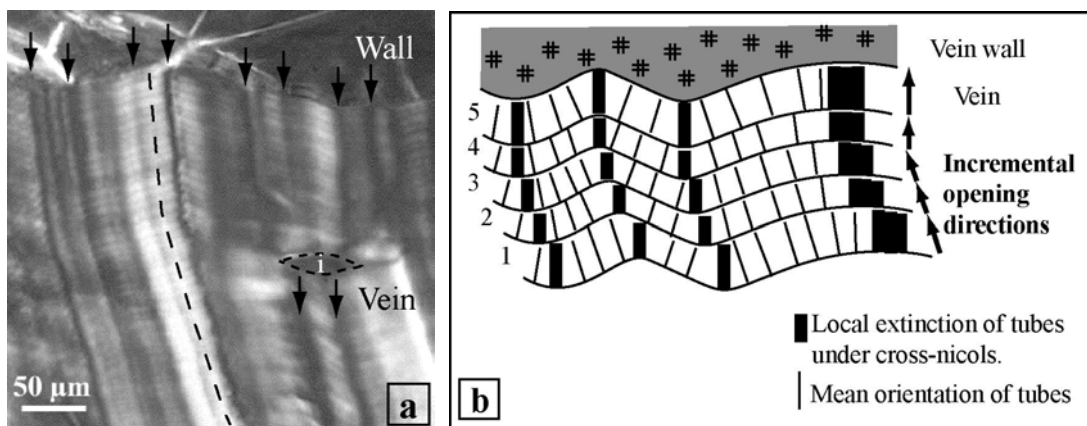 Wall
i
Vein
50 µm
a
Vein wall
5
Vein
4
3
Incremental
opening
directions
2
1
Local extinction of tubes
under cross-nicols.
Mean orientation of tubes
b